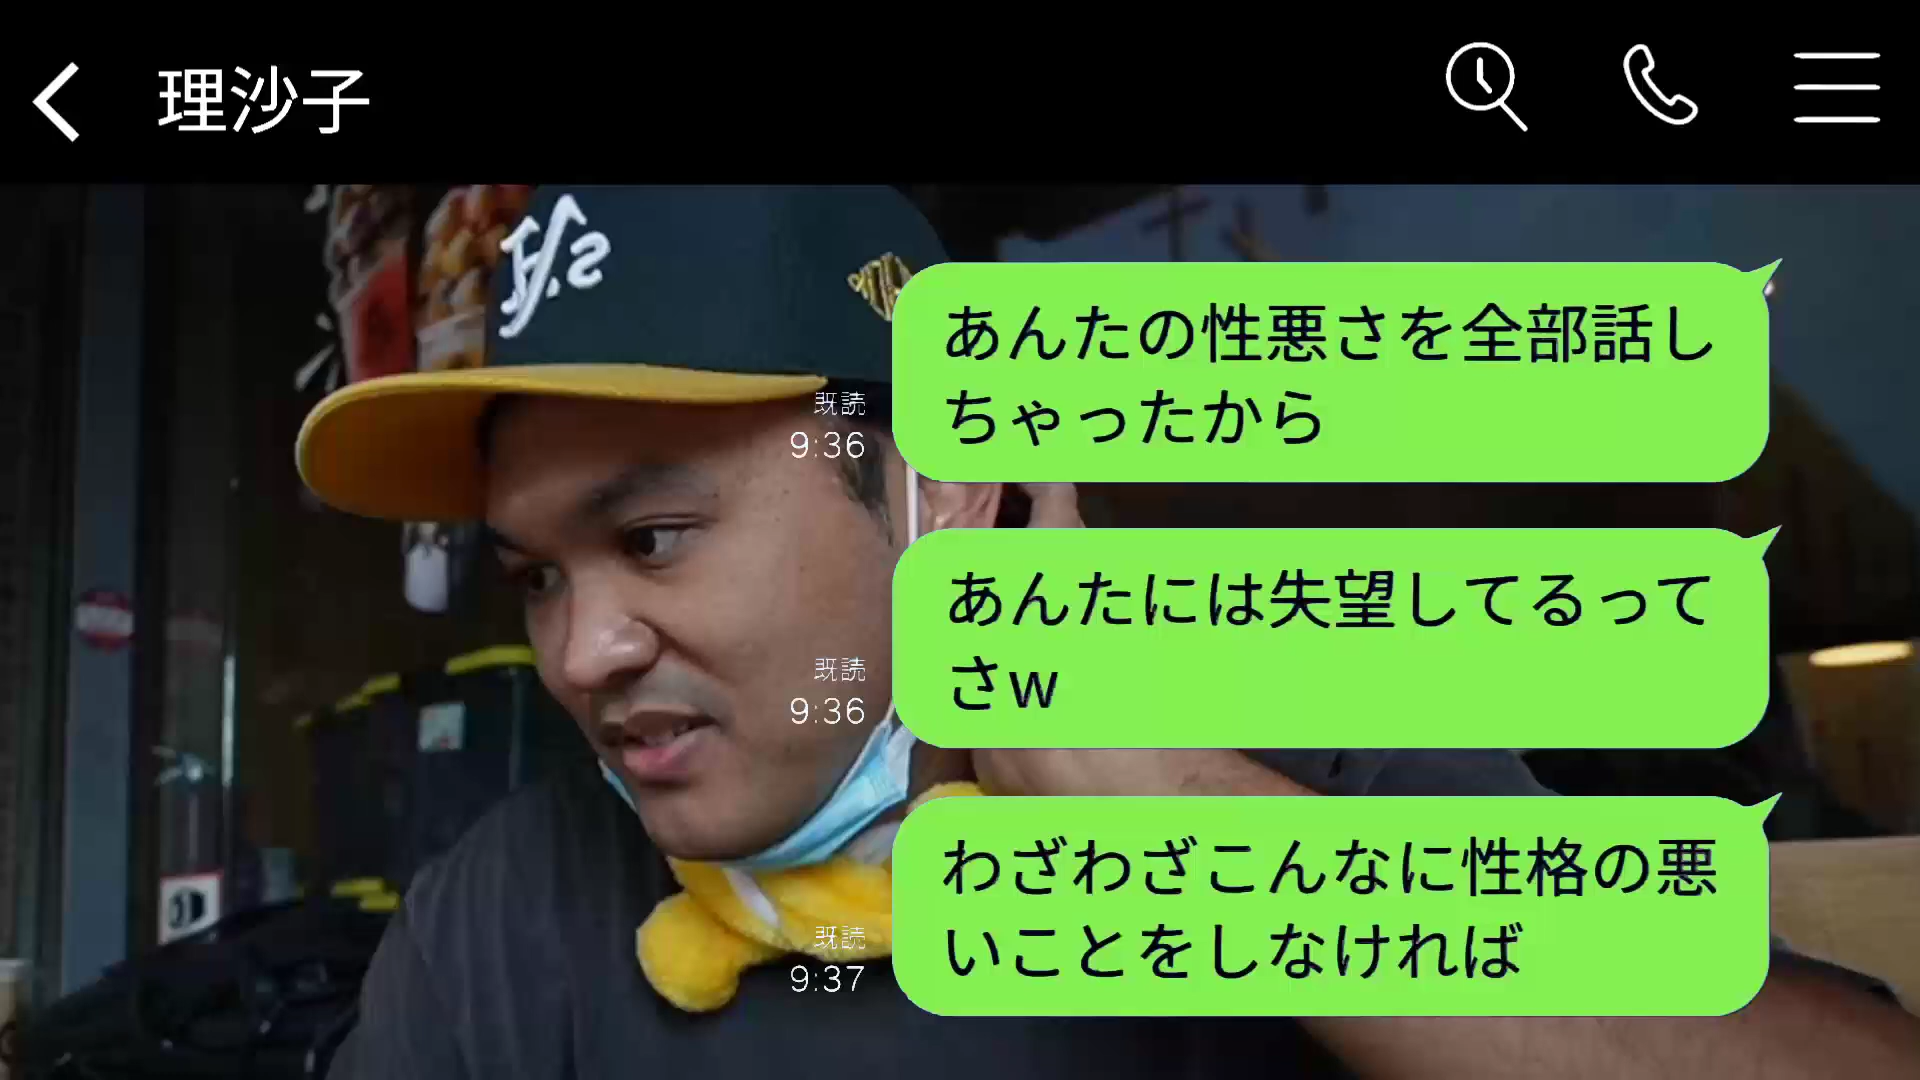 理沙子
あんたの性悪さを全部話し
ちゃったから
既読
9:36
あんたには失望してるって
さw
既読
9:36
わざわざこんなに性格の悪
いことをしなければ
既読
9:37